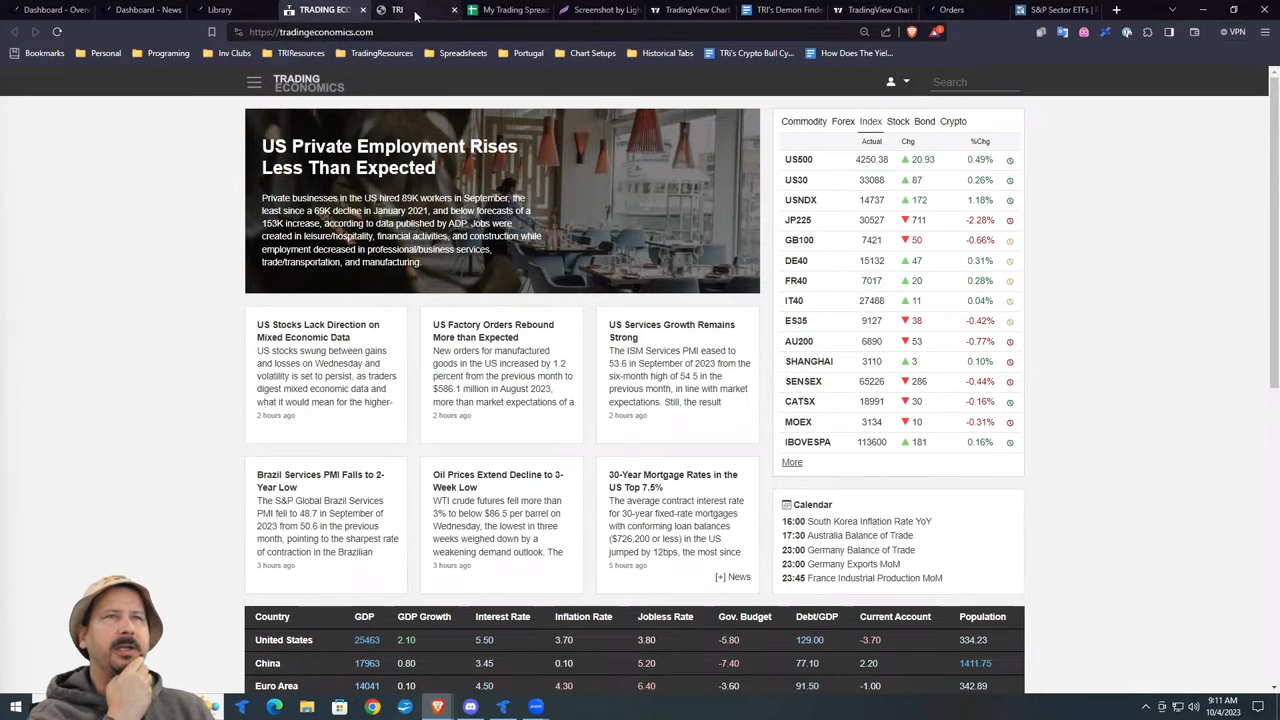 Dashboard - Over
Dashboard - News
Library
TRADING ECO
TRI
My Trading Spread
Screenshot by Ligh
TradingView Chart
TRI's Demon Finde
TradingView Chart
Orders
S&P Sector ETFs |
https://tradingeconomics.com
VPN
Bookmarks
Personal
Programing
Inv Clubs
TRIResources
TradingResources
Spreadsheets
Portugal
Chart Setups
Historical Tabs
TRI's Crypto Bull Cy...
How Does The Yiel...
TRADING
ECONOMICS
Search
US Private Employment Rises
Less Than Expected
Private businesses in the US hired 89K workers in September, the
least since a 69K decline in January 2021, and below forecasts of a
153K increase, according to data published by ADP. Jobs were
created in leisure/hospitality, financial activities, and construction while
employment decreased in professional/business services,
trade/transportation, and manufacturing.
Commodity Forex Index Stock Bond Crypto
Actual Chg %Chg
US500 4250.38 20.93 0.49%
US30 33088 87 0.26%
USNDX 14737 172 1.18%
JP225 30527 711 -2.28%
GB100 7421 50 -0.66%
DE40 15132 47 0.31%
FR40 7017 20 0.28%
IT40 27488 11 0.04%
ES35 9127 38 -0.42%
AU200 6890 53 -0.77%
SHANGHAI 3110 3 0.10%
SENSEX 65226 286 -0.44%
CATSX 18991 30 -0.16%
MOEX 3134 10 -0.31%
IBOVESPA 113600 181 0.16%
More
US Stocks Lack Direction on
Mixed Economic Data
US stocks swung between gains
and losses on Wednesday and
volatility is set to persist, as traders
digest mixed economic data and
what it would mean for the higher-
2 hours ago
US Factory Orders Rebound
More than Expected
New orders for manufactured
goods in the US increased by 1.2
percent from the previous month to
$586.1 million in August 2023,
more than market expectations of a
2 hours ago
US Services Growth Remains
Strong
The ISM Services PMI eased to
53.6 in September of 2023 from the
six-month high of 54.5 in the
previous month, in line with market
expectations. Still, the result
2 hours ago
Brazil Services PMI Falls to 2-
Year Low
The S&P Global Brazil Services
PMI fell to 48.7 in September of
2023 from 50.6 in the previous
month, pointing to the sharpest
rate of contraction in the Brazilian
3 hours ago
Oil Prices Extend Decline to 3-
Week Low
WTI crude futures fell more than
3% to below $86.5 per barrel on
Wednesday, the lowest in three
weeks weighed down by a
weakening demand outlook. The
3 hours ago
30-Year Mortgage Rates in the
US Top 7.5%
The average contract interest rate
for 30-year fixed-rate mortgages
with conforming loan balances
($726,200 or less) in the US
jumped by 12bps, the most since
5 hours ago
[+] News
Calendar
16:00 South Korea Inflation Rate YoY
17:30 Australia Balance of Trade
23:00 Germany Balance of Trade
23:00 Germany Exports MoM
23:45 France Industrial Production MoM
Country GDP GDP Growth Interest Rate Inflation Rate Jobless Rate Gov. Budget Debt/GDP Current Account Population
United States 25463 2.10 5.50 3.70 3.80 -5.80 129.00 -3.70 334.23
China 17963 0.80 3.45 0.10 5.20 -7.40 77.10 2.20 1411.75
Euro Area 14041 0.10 4.50 4.30 6.40 -3.60 91.50 -1.00 342.89
9:11 AM
10/4/2023